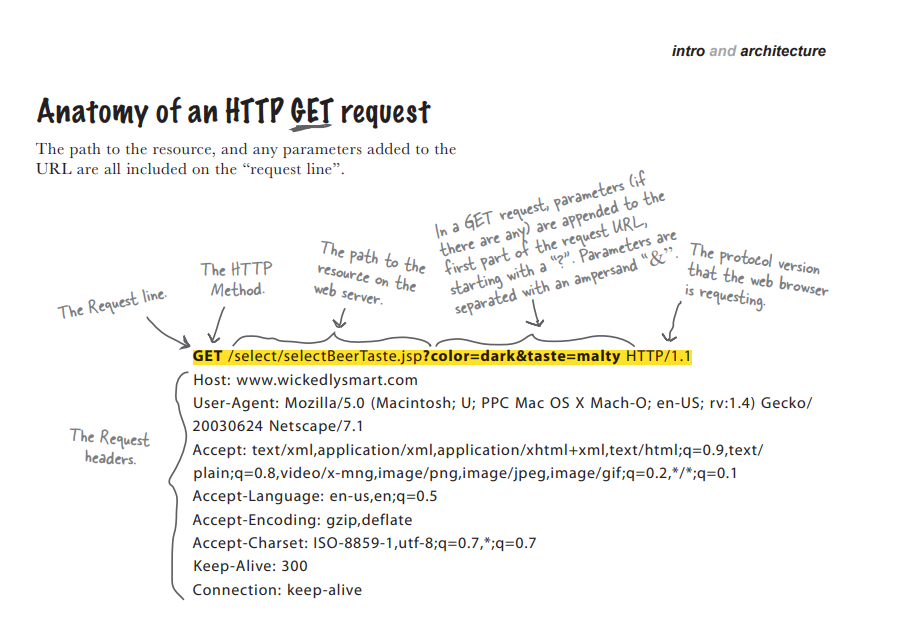 intro and architecture
Anatomy of an HTTP GET request
The path to the resource, and any parameters added to the
URL are all included on the “request line”.
The Request line.
The HTTP
Method.
The path to the
resource on the
web server.
In a GET request, parameters (if
there are any) are appended to the
first part of the request URL,
starting with a “?”. Parameters are
separated with an ampersand “&”.
The protocol version
that the web browser
is requesting.
GET /select/selectBeerTaste.jsp?color=dark&taste=malty HTTP/1.1
Host: www.wickedlysmart.com
User-Agent: Mozilla/5.0 (Macintosh; U; PPC Mac OS X Mach-O; en-US; rv:1.4) Gecko/
20030624 Netscape/7.1
Accept: text/xml,application/xml,application/xhtml+xml,text/html;q=0.9,text/
plain;q=0.8,video/x-mng,image/png,image/jpeg,image/gif;q=0.2,*/*;q=0.1
Accept-Language: en-us,en;q=0.5
Accept-Encoding: gzip,deflate
Accept-Charset: ISO-8859-1,utf-8;q=0.7,*;q=0.7
Keep-Alive: 300
Connection: keep-alive
The Request
headers.